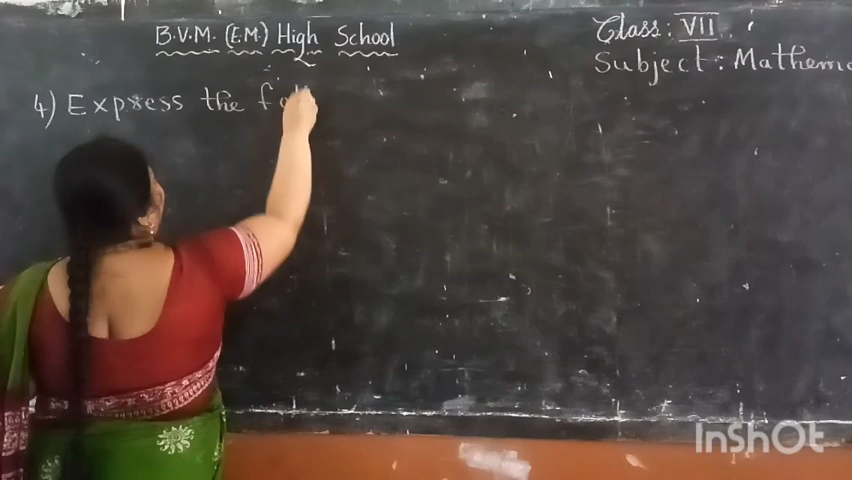 B.V.M. (E.M.) High School
Class: VII
Subject: Mathema
4) Express the fo
InShOt